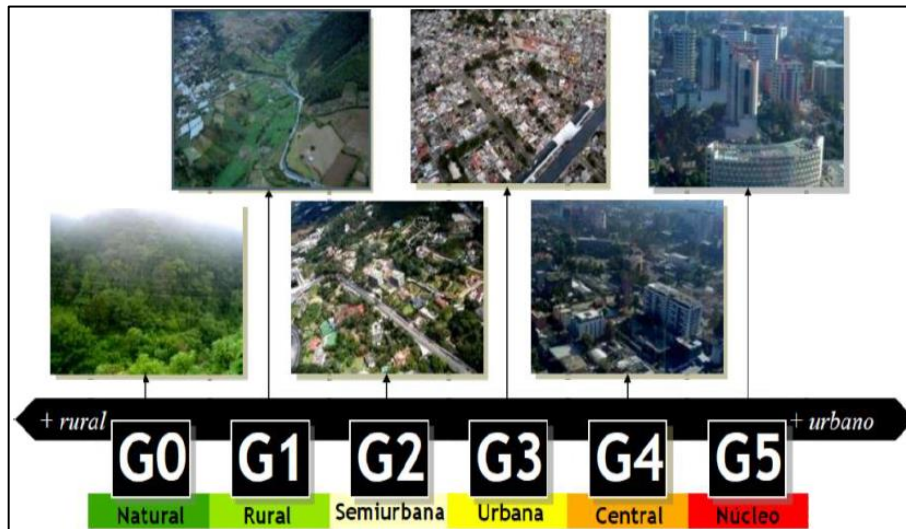 + rural
+ urbano
G0
G1
G2
G3
G4
G5
Natural
Rural
Semiurbana
Urbana
Central
Núcleo